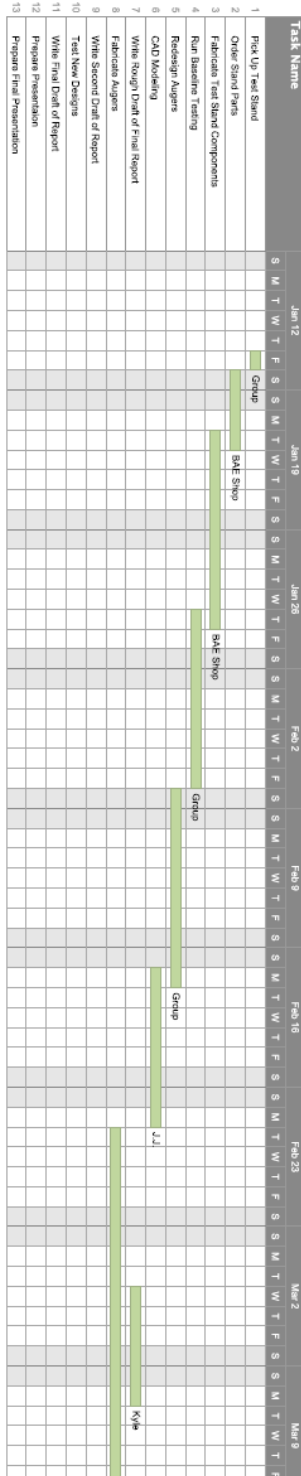 Task Name Jan 12 Jan 19 Jan 26 Feb 2 Feb 9 Feb 16 Feb 23 Mar 2 Mar 9
S M T W T F S S M T W T F S S M T W T F S S M T W T F S S M T W T F S S M T W T F S S M T W T F S S M T W T F S S M T W T F
1 Pick Up Test Stand Group
2 Order Stand Parts BAE Shop
3 Fabricate Test Stand Components BAE Shop
4 Run Baseline Testing Group
5 Redesign Augers Group
6 CAD Modeling J.J.
7 Write Rough Draft of Final Report Kyle
8 Fabricate Augers
9 Write Second Draft of Report
10 Test New Designs
11 Write Final Draft of Report
12 Prepare Presentaion
13 Prepare Final Presentation